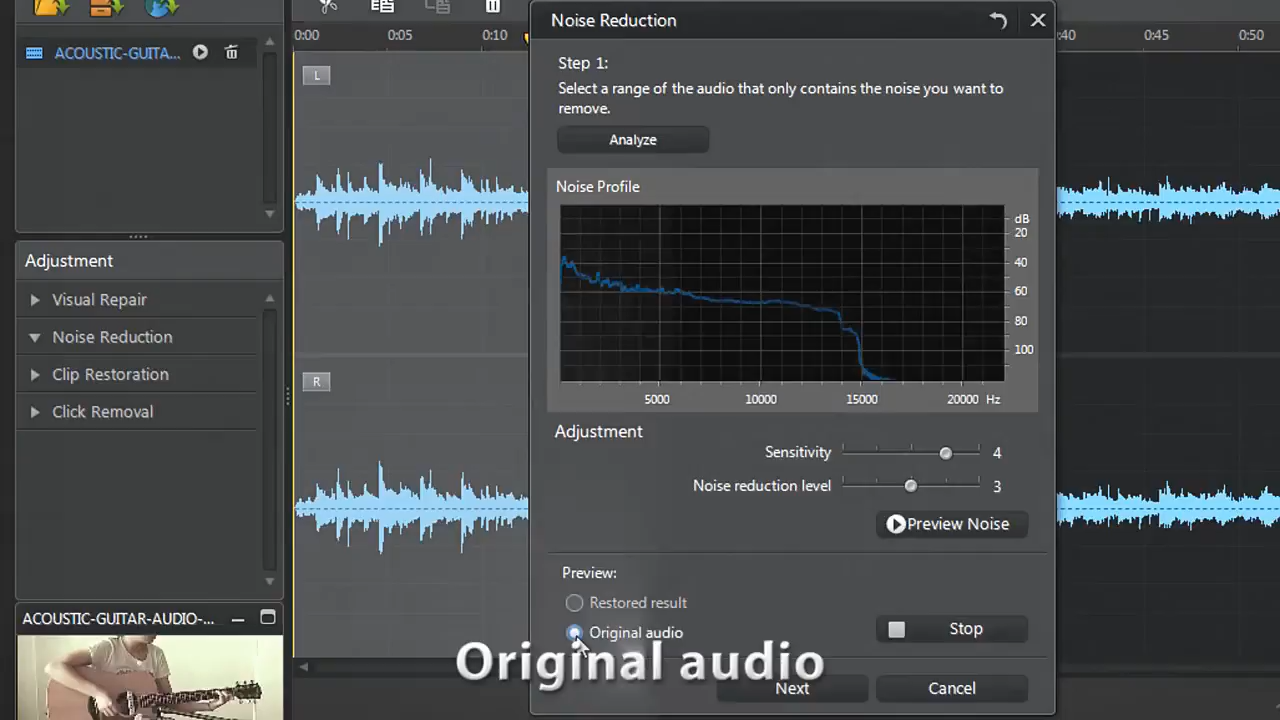 0:00
0:05
0:10
:40
0:45
0:50
ACOUSTIC-GUITA...
L
R
Adjustment
Visual Repair
Noise Reduction
Clip Restoration
Click Removal
ACOUSTIC-GUITAR-AUDIO-...
Noise Reduction
Step 1:
Select a range of the audio that only contains the noise you want to
remove.
Analyze
Noise Profile
dB
20
40
60
80
100
5000 10000 15000 20000 Hz
Adjustment
Sensitivity 4
Noise reduction level 3
Preview Noise
Preview:
Restored result
Original audio
Stop
Original audio
Next
Cancel